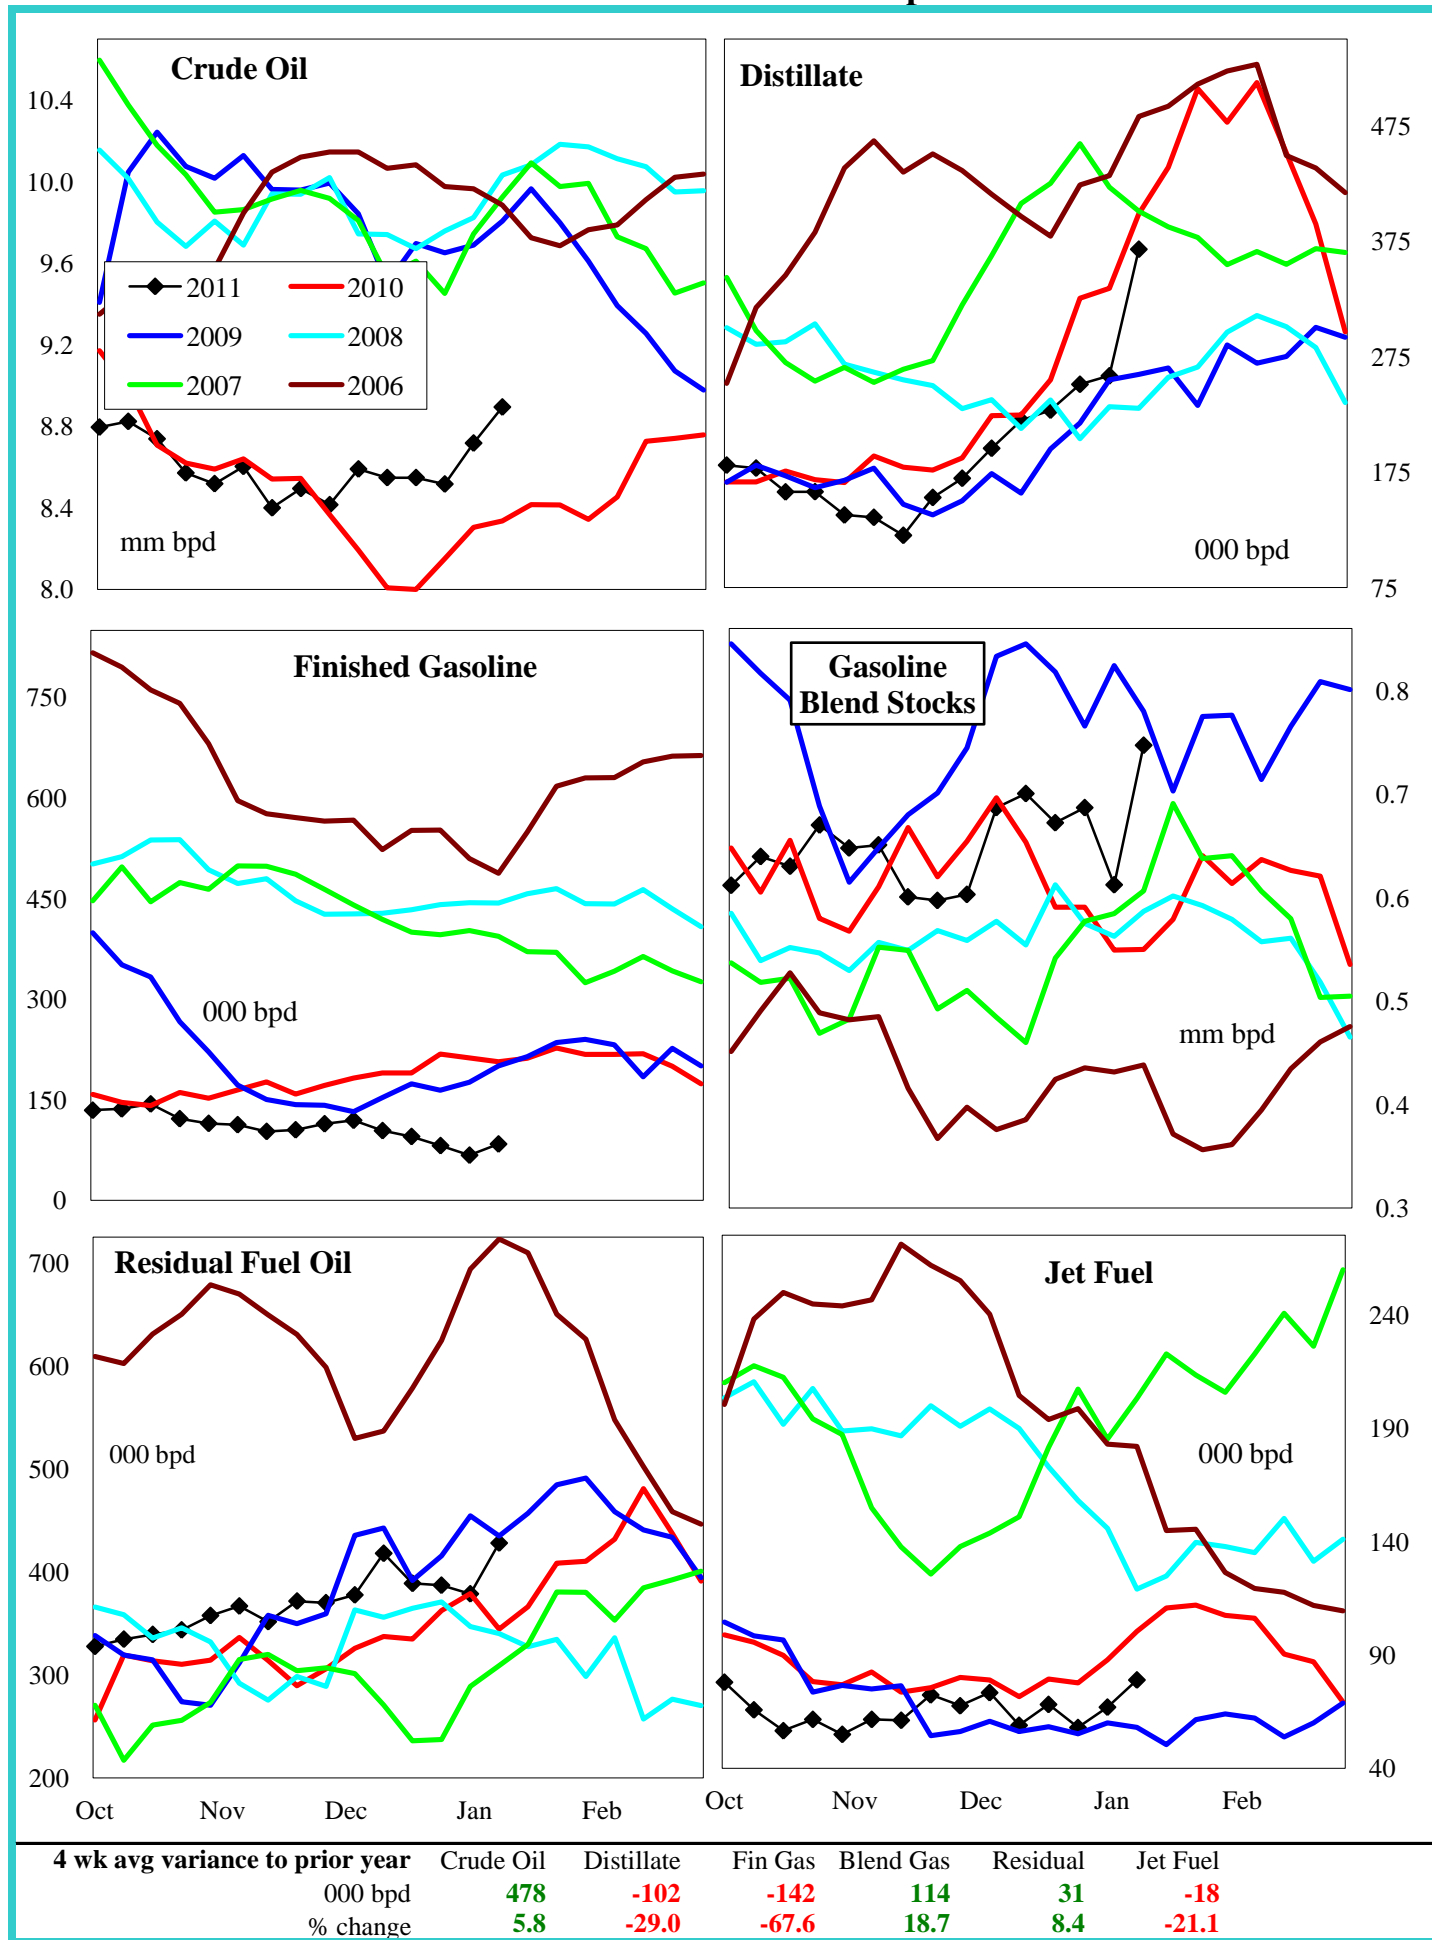 Crude Oil
10.4
10.0
9.6
9.2
8.8
8.4
8.0
2011 2010
2009 2008
2007 2006
mm bpd
Distillate
475
375
275
175
75
000 bpd
Finished Gasoline
750
600
450
300
150
0
000 bpd
Gasoline
Blend Stocks
0.8
0.7
0.6
0.5
0.4
0.3
mm bpd
Residual Fuel Oil
700
600
500
400
300
200
000 bpd
Oct Nov Dec Jan Feb
Jet Fuel
240
190
140
90
40
000 bpd
Oct Nov Dec Jan Feb
4 wk avg variance to prior year Crude Oil Distillate Fin Gas Blend Gas Residual Jet Fuel
000 bpd 478 -102 -142 114 31 -18
% change 5.8 -29.0 -67.6 18.7 8.4 -21.1